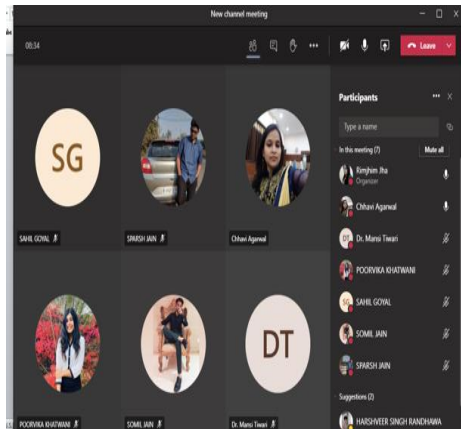 New channel meeting
08:34
Leave
SG
SAHIL GOYAL
SPARSH JAIN
Chhavi Agarwal
POORVIKA KHATWANI
SOMIL JAIN
DT
Dr. Mansi Tiwari
Participants
Type a name
In this meeting (7)
Mute all
Rimjhim Jha
Organizer
Chhavi Agarwal
DT
Dr. Mansi Tiwari
POORVIKA KHATWANI
SG
SAHIL GOYAL
SOMIL JAIN
SPARSH JAIN
Suggestions (2)
HARSHVEER SINGH RANDHAWA